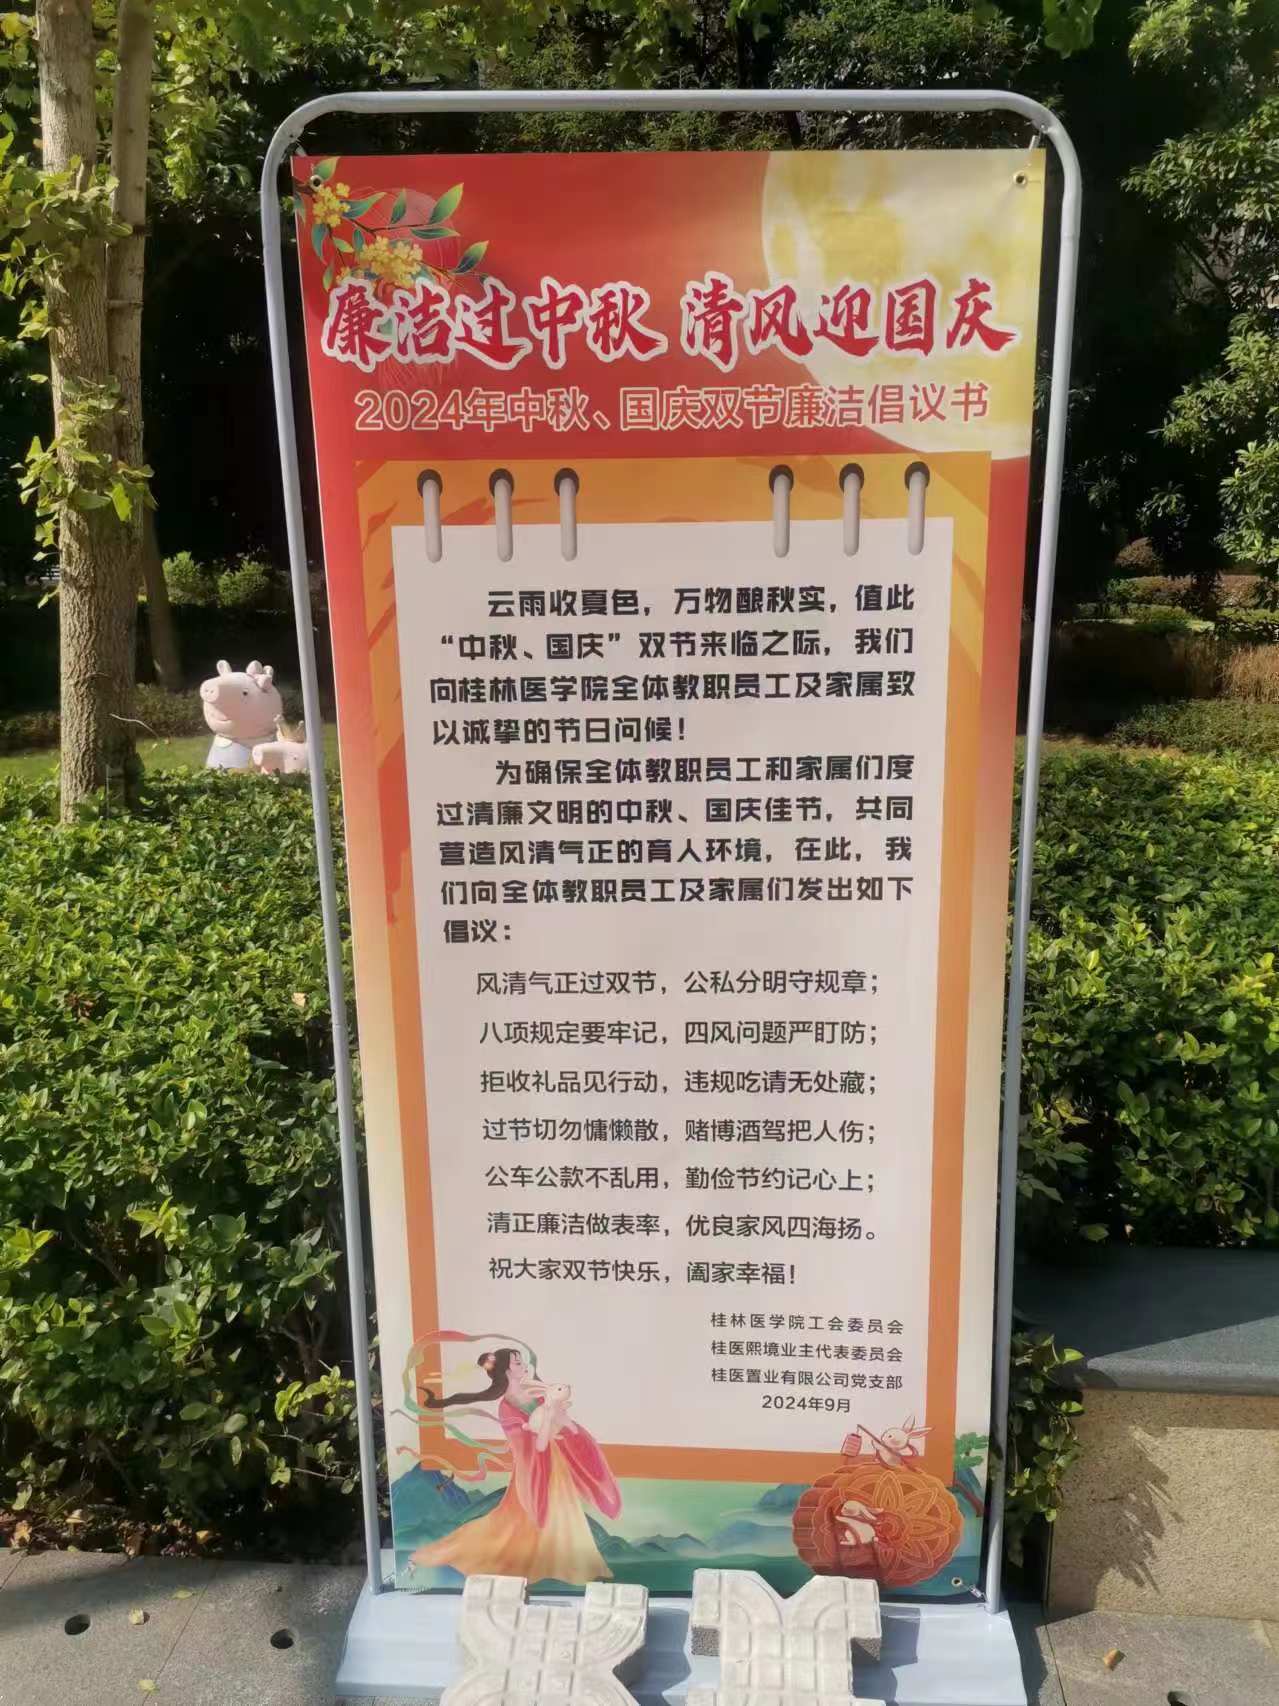 廉洁过中秋 清风迎国庆
2024年中秋、国庆双节廉洁倡议书
云雨收夏色，万物酿秋实，值此
“中秋、国庆”双节来临之际，我们
向桂林医学院全体教职员工及家属致
以诚挚的节日问候！
为确保全体教职员工和家属们度
过清廉文明的中秋、国庆佳节，共同
营造风清气正的育人环境，在此，我
们向全体教职员工及家属们发出如下
倡议：
风清气正过双节，公私分明守规章；
八项规定要牢记，四风问题严盯防；
拒收礼品见行动，违规吃请无处藏；
过节切勿慵懒散，赌博酒驾把人伤；
公车公款不乱用，勤俭节约记心上；
清正廉洁做表率，优良家风四海扬。
祝大家双节快乐，阖家幸福！
桂林医学院工会委员会
桂医熙境业主代表委员会
桂医置业有限公司党支部
2024年9月